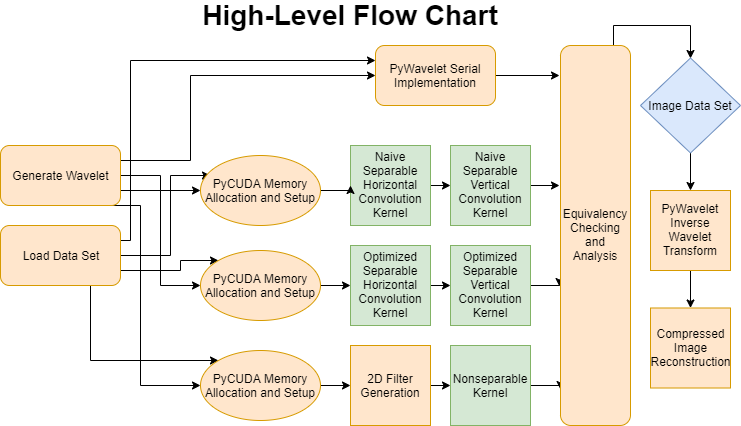 High-Level Flow Chart
PyWavelet Serial
Implementation
Image Data Set
Generate Wavelet
PyCUDA Memory
Allocation and Setup
Naive
Separable
Horizontal
Convolution
Kernel
Naive
Separable
Vertical
Convolution
Kernel
Equivalency
Checking
and
Analysis
PyWavelet
Inverse
Wavelet
Transform
Load Data Set
PyCUDA Memory
Allocation and Setup
Optimized
Separable
Horizontal
Convolution
Kernel
Optimized
Separable
Vertical
Convolution
Kernel
Compressed
Image
Reconstruction
PyCUDA Memory
Allocation and Setup
2D Filter
Generation
Nonseparable
Kernel